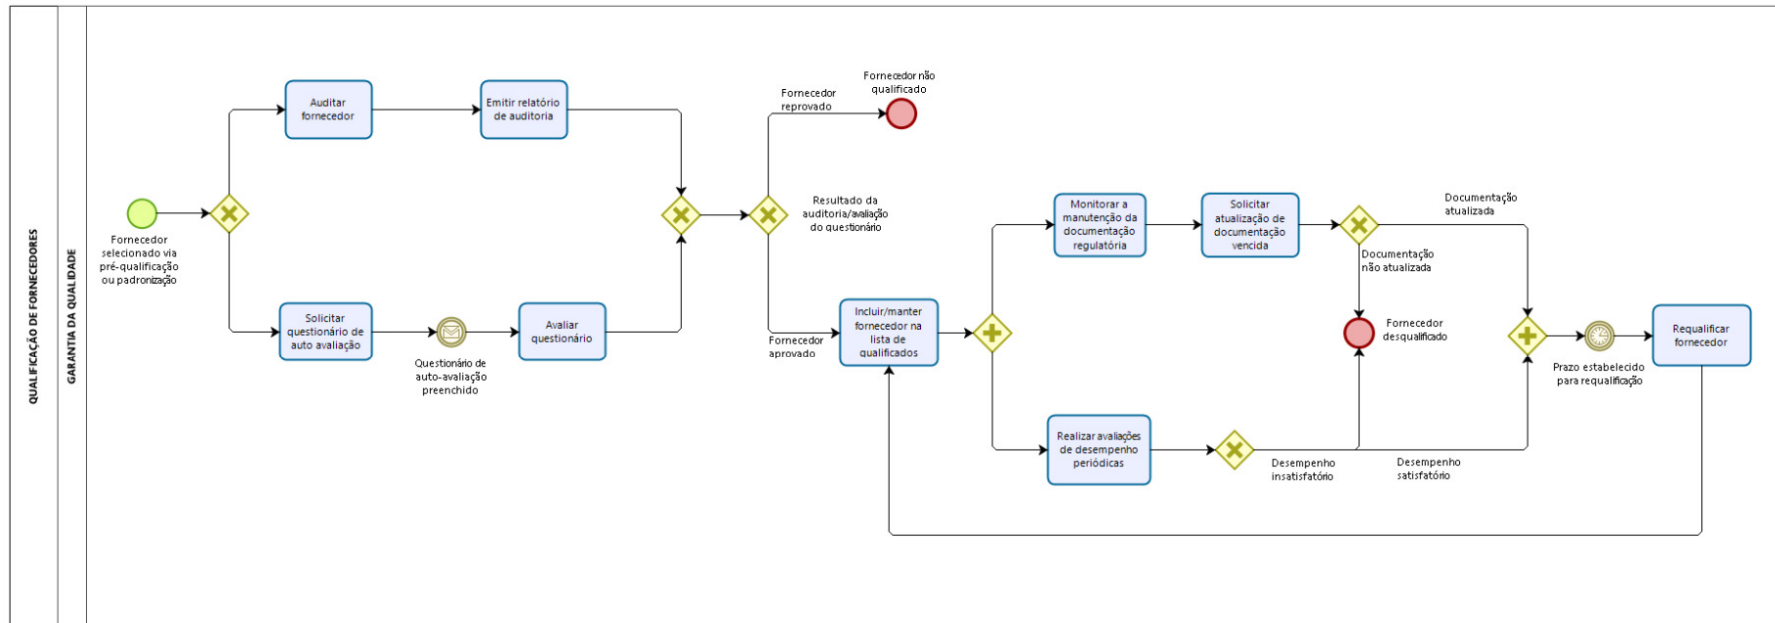 QUALIFICAÇÃO DE FORNECEDORES
GARANTIA DA QUALIDADE
Fornecedor
selecionado via
pré-qualificação
ou padronização
Auditar
fornecedor
Emitir relatório
de auditoria
Solicitar
questionário de
auto avaliação
Questionário de
auto-avaliação
preenchido
Avaliar
questionário
Fornecedor
reprovado
Fornecedor não
qualificado
Resultado da
auditoria/avaliação
do questionário
Fornecedor
aprovado
Incluir/manter
fornecedor na
lista de
qualificados
Monitorar a
manutenção da
documentação
regulatória
Solicitar
atualização de
documentação
vencida
Documentação
atualizada
Documentação
não atualizada
Fornecedor
desqualificado
Realizar avaliações
de desempenho
periódicas
Desempenho
insatisfatório
Desempenho
satisfatório
Prazo estabelecido
para requalificação
Requalificar
fornecedor